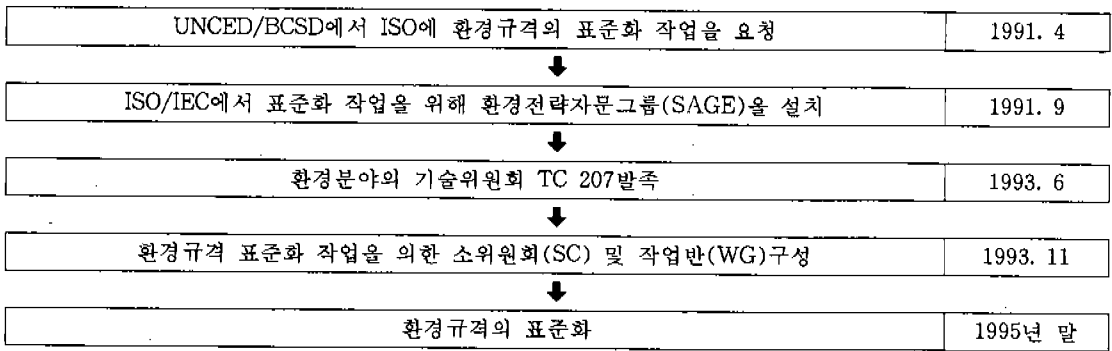 UNCED/BCSD에서 ISO에 환경규격의 표준화 작업을 요청 1991. 4
ISO/IEC에서 표준화 작업을 위해 환경전략자문그룹(SAGE)을 설치 1991. 9
환경분야의 기술위원회 TC 207발족 1993. 6
환경규격 표준화 작업을 의한 소위원회(SC) 및 작업반(WG)구성 1993. 11
환경규격의 표준화 1995년 말